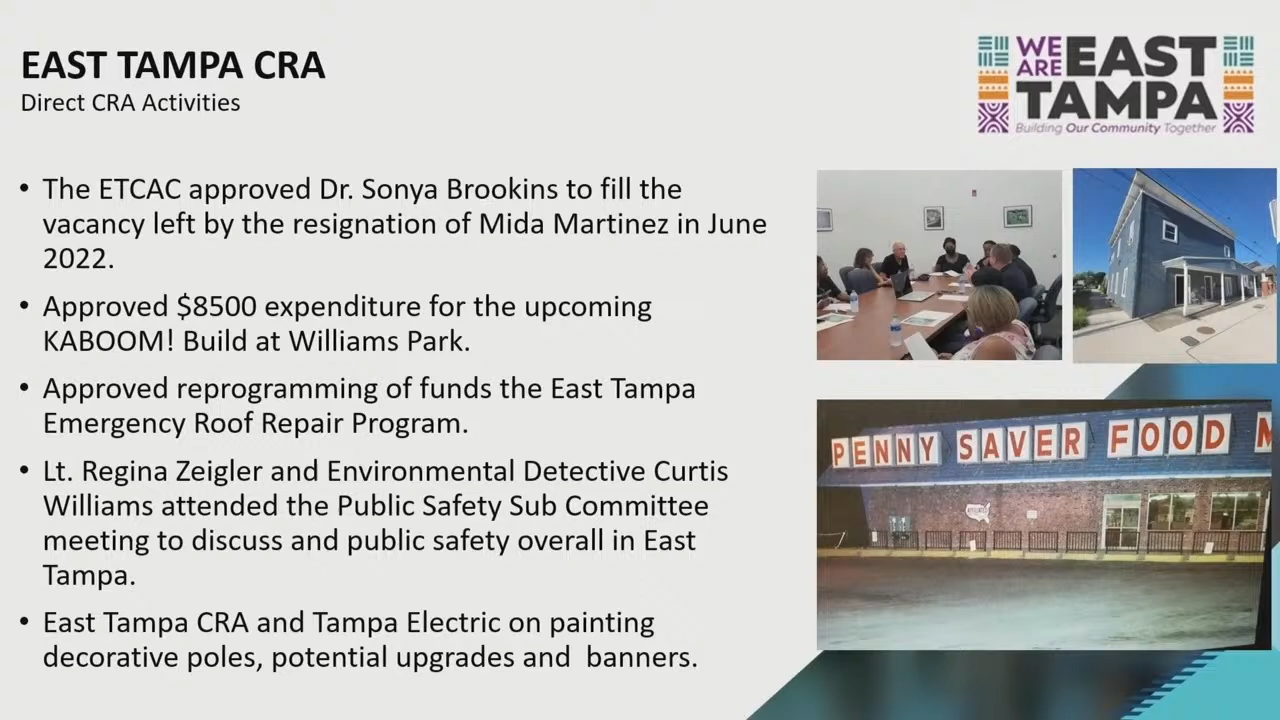 EAST TAMPA CRA
Direct CRA Activities
WE ARE EAST TAMPA
Building Our Community Together
• The ETCAC approved Dr. Sonya Brookins to fill the
vacancy left by the resignation of Mida Martinez in June
2022.
• Approved $8500 expenditure for the upcoming
KABOOM! Build at Williams Park.
• Approved reprogramming of funds the East Tampa
Emergency Roof Repair Program.
• Lt. Regina Zeigler and Environmental Detective Curtis
Williams attended the Public Safety Sub Committee
meeting to discuss and public safety overall in East
Tampa.
• East Tampa CRA and Tampa Electric on painting
decorative poles, potential upgrades and  banners.
PENNY SAVER FOOD M